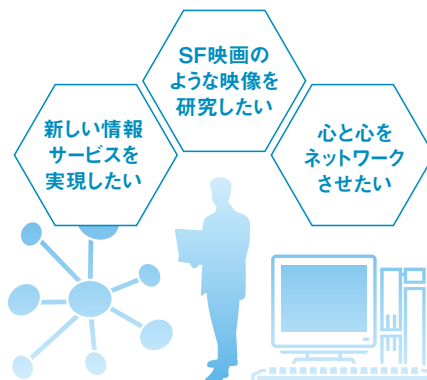 SF映画の
ような映像を
研究したい
新しい情報
サービスを
実現したい
心と心を
ネットワーク
させたい